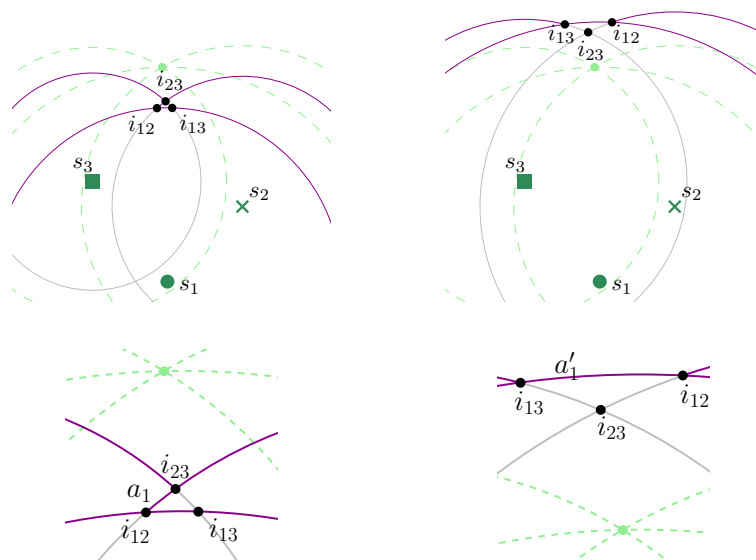 i₂₃
i₁₂ i₁₃
s₃
s₂
s₁
i₁₃ i₁₂
i₂₃
s₃
s₂
s₁
i₂₃
a₁
i₁₂ i₁₃
a′₁
i₁₃ i₁₂
i₂₃